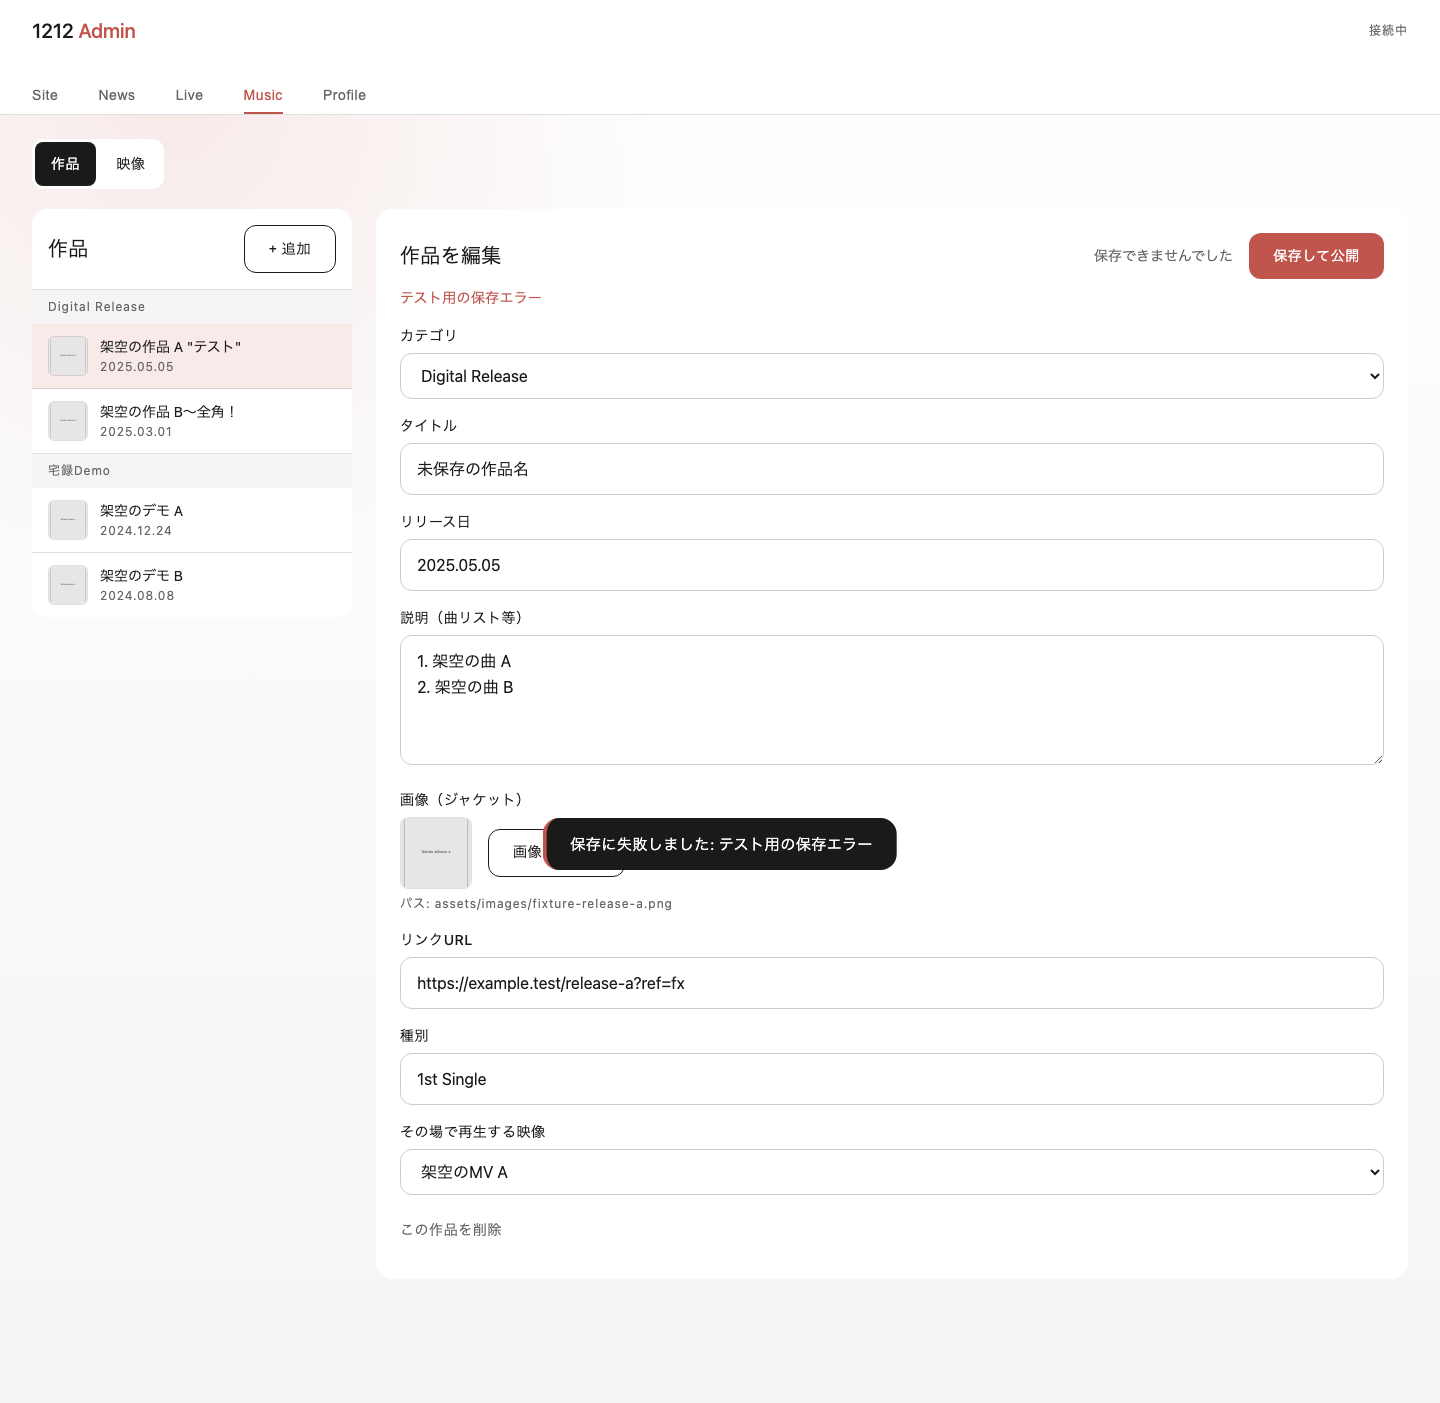 1212 Admin
接続中
Site
News
Live
Music
Profile
作品
映像
作品
+ 追加
Digital Release
架空の作品 A "テスト"
2025.05.05
架空の作品 B〜全角！
2025.03.01
宅録Demo
架空のデモ A
2024.12.24
架空のデモ B
2024.08.08
作品を編集
保存できませんでした
保存して公開
テスト用の保存エラー
カテゴリ
Digital Release
タイトル
未保存の作品名
リリース日
2025.05.05
説明（曲リスト等）
1. 架空の曲 A
2. 架空の曲 B
画像（ジャケット）
画像
保存に失敗しました: テスト用の保存エラー
パス: assets/images/fixture-release-a.png
リンクURL
https://example.test/release-a?ref=fx
種別
1st Single
その場で再生する映像
架空のMV A
この作品を削除